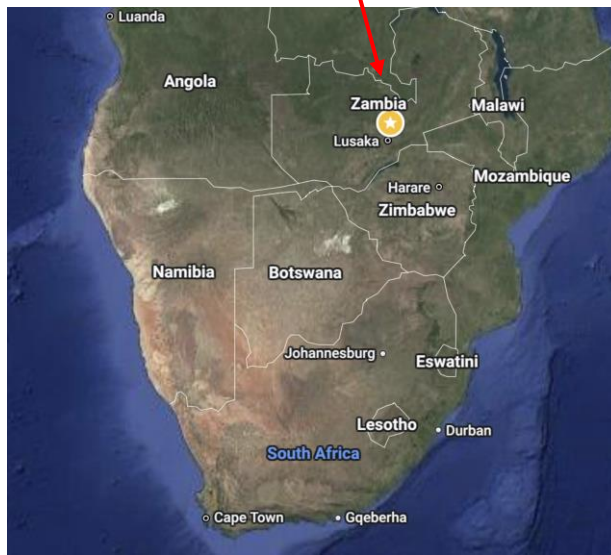 Luanda
Angola
Zambia
Malawi
Lusaka
Mozambique
Harare
Zimbabwe
Namibia
Botswana
Johannesburg
Eswatini
Lesotho
Durban
South Africa
Cape Town
Gqeberha